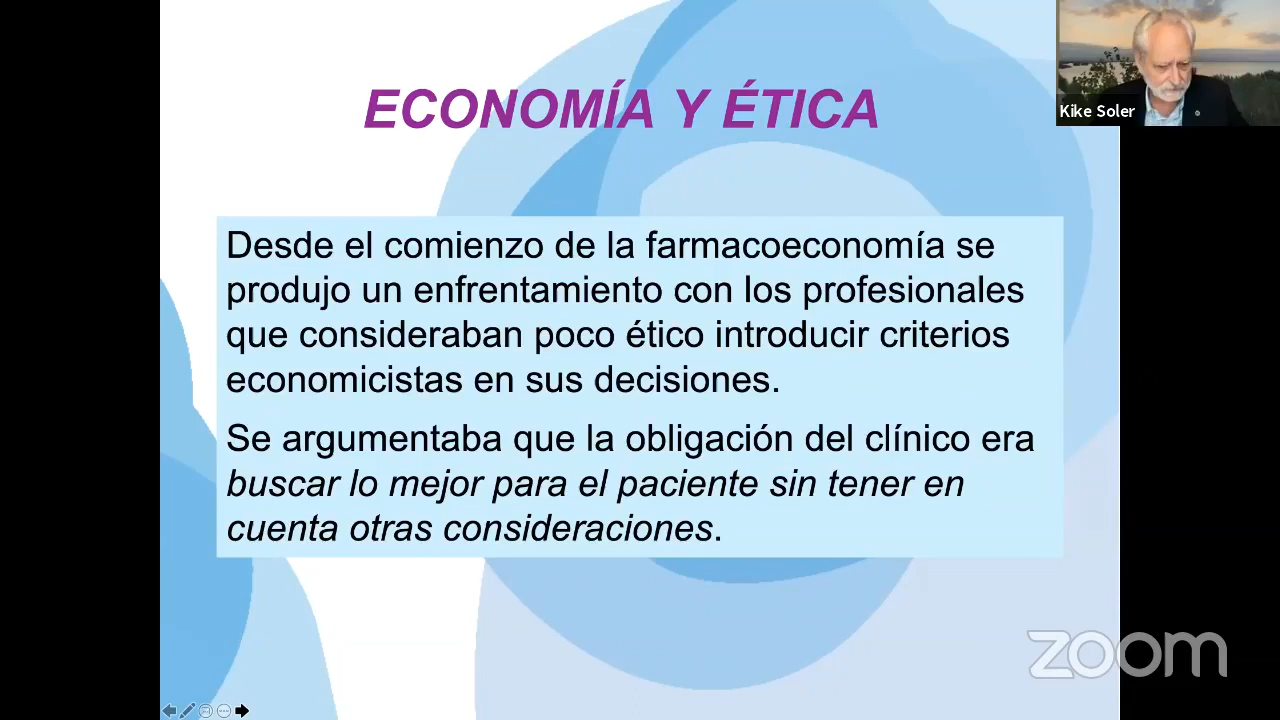 ECONOMÍA Y ÉTICA
Kike Soler
Desde el comienzo de la farmacoeconomía se
produjo un enfrentamiento con los profesionales
que consideraban poco ético introducir criterios
economicistas en sus decisiones.
Se argumentaba que la obligación del clínico era
buscar lo mejor para el paciente sin tener en
cuenta otras consideraciones.
zoom